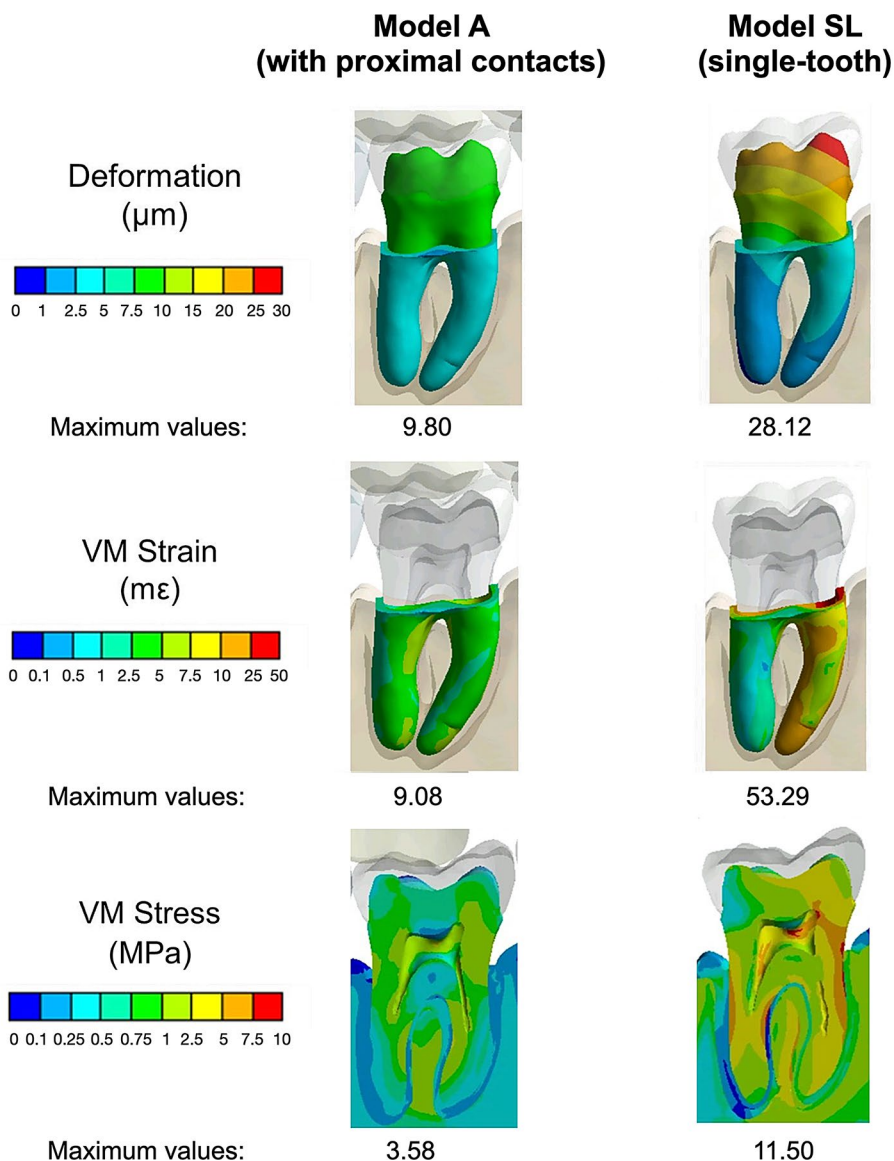 Model A
(with proximal contacts)
Model SL
(single-tooth)
Deformation
(μm)
0 1 2.5 5 7.5 10 15 20 25 30
Maximum values: 9.80 28.12
VM Strain
(mε)
0 0.1 0.5 1 2.5 5 7.5 10 25 50
Maximum values: 9.08 53.29
VM Stress
(MPa)
0 0.1 0.25 0.5 0.75 1 2.5 5 7.5 10
Maximum values: 3.58 11.50